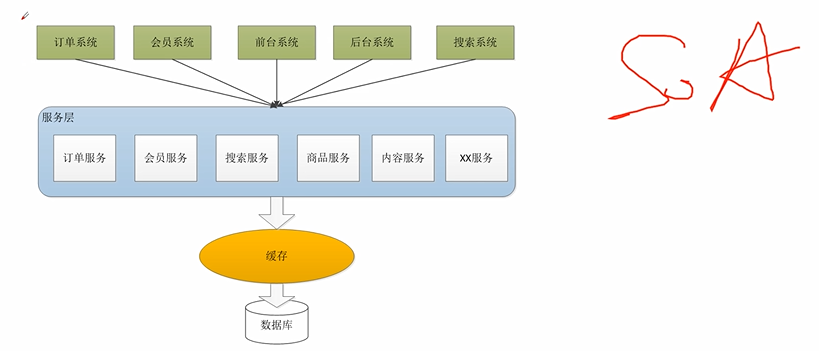 订单系统 会员系统 前台系统 后台系统 搜索系统
服务层
订单服务 会员服务 搜索服务 商品服务 内容服务 XX服务
缓存
数据库